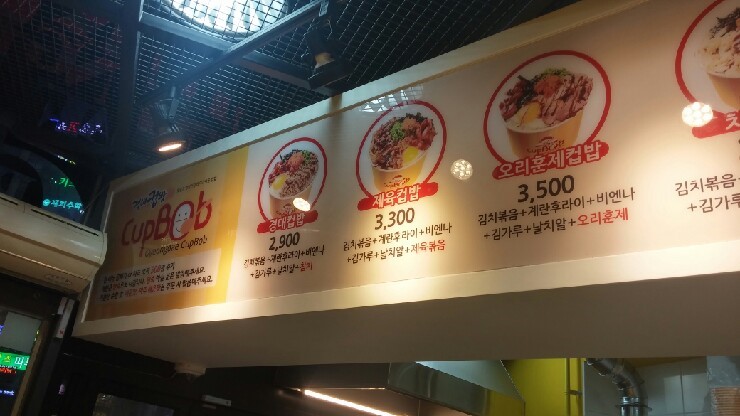 CupBob
경대컵밥
2,900
김치볶음+계란후라이+비엔나
+김가루+날치알+참치
제육컵밥
3,300
김치볶음+계란후라이+비엔나
+김가루+날치알+제육볶음
오리훈제컵밥
3,500
김치볶음+계란후라이+비엔나
+김가루+날치알+오리훈제
김치볶음
+김가루